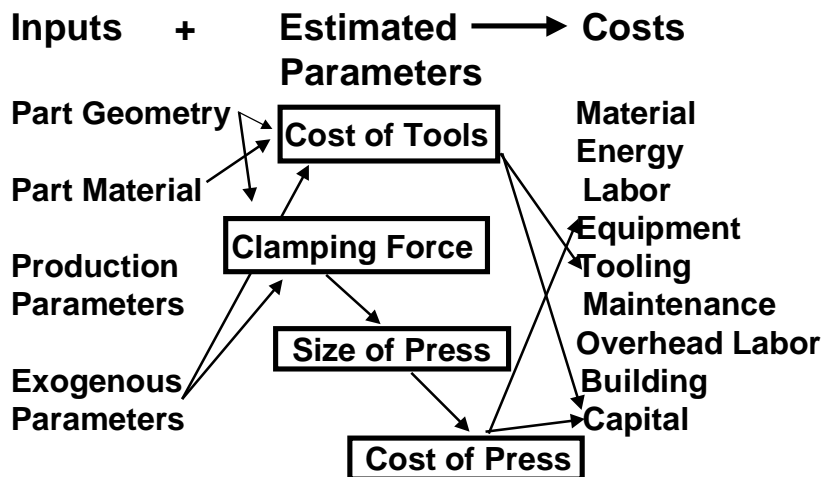 Inputs + Estimated Parameters Costs
Part Geometry
Part Material
Production
Parameters
Exogenous
Parameters
Cost of Tools
Clamping Force
Size of Press
Cost of Press
Material
Energy
Labor
Equipment
Tooling
Maintenance
Overhead Labor
Building
Capital